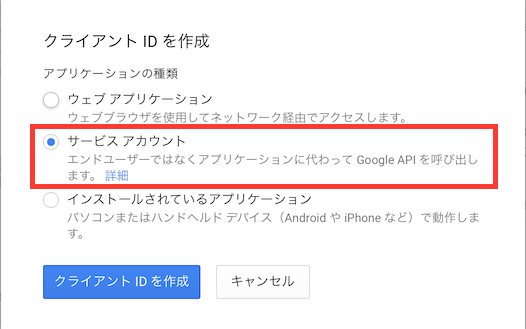 クライアント ID を作成
アプリケーションの種類
ウェブ アプリケーション
ウェブブラウザを使用してネットワーク経由でアクセスします。
サービス アカウント
エンドユーザーではなくアプリケーションに代わって Google API を呼び出し
ます。 詳細
インストールされているアプリケーション
パソコンまたはハンドヘルド デバイス（Android や iPhone など）で動作しま
す。
クライアント ID を作成
キャンセル